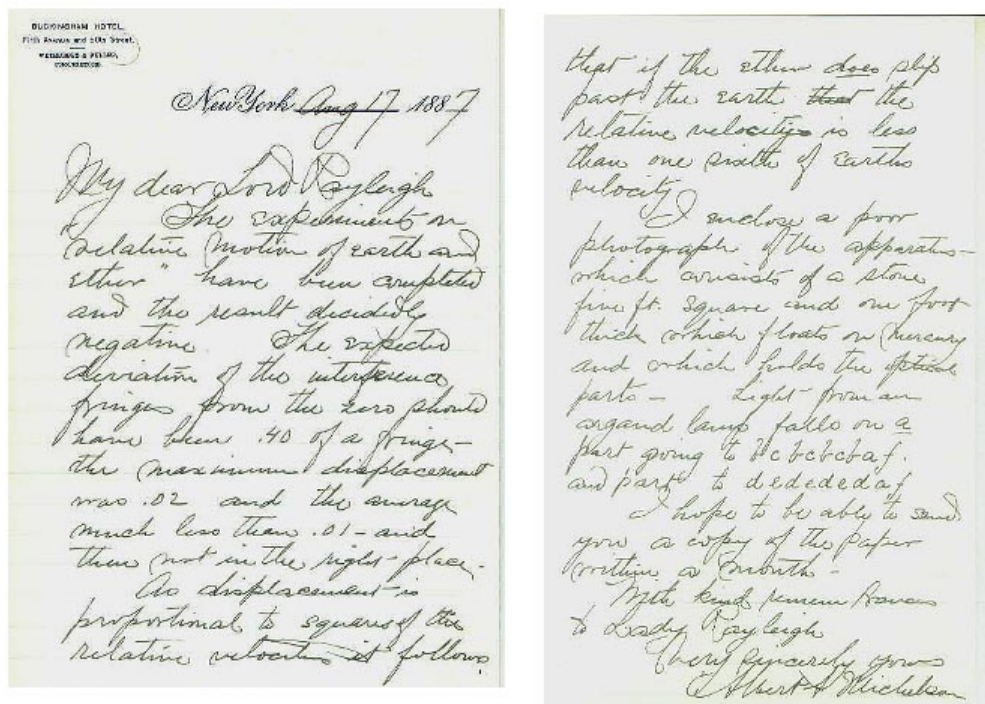 BUCKINGHAM HOTEL,
Fifth Avenue and 50th Street,
WETHERBEE & FULLER,
PROPRIETORS.
New York Aug 17 1887
My dear Lord Rayleigh
The experiments on
"relative motion of earth and
ether" have been completed
and the result decidedly
negative. The expected
deviation of the interference
fringes from the zero should
have been .40 of a fringe –
the maximum displacement
was .02 and the average
much less than .01 – and
then not in the right place.
As displacement is
proportional to squares of the
relative velocities it follows
that if the ether does slip
past the earth that the
relative velocity is less
than one sixth of earths
velocity.
I enclose a poor
photograph of the apparatus –
which consists of a stone
five ft. square and one foot
thick which floats on mercury
and which holds the optical
parts – Light from an
argand lamp falls on a
part going to b c b c b c b a f.
and part to d e d e d e d a f
I hope to be able to send
you a copy of the paper
within a month –
With kind remembrances
to Lady Rayleigh
Very sincerely yours
Albert A Michelson